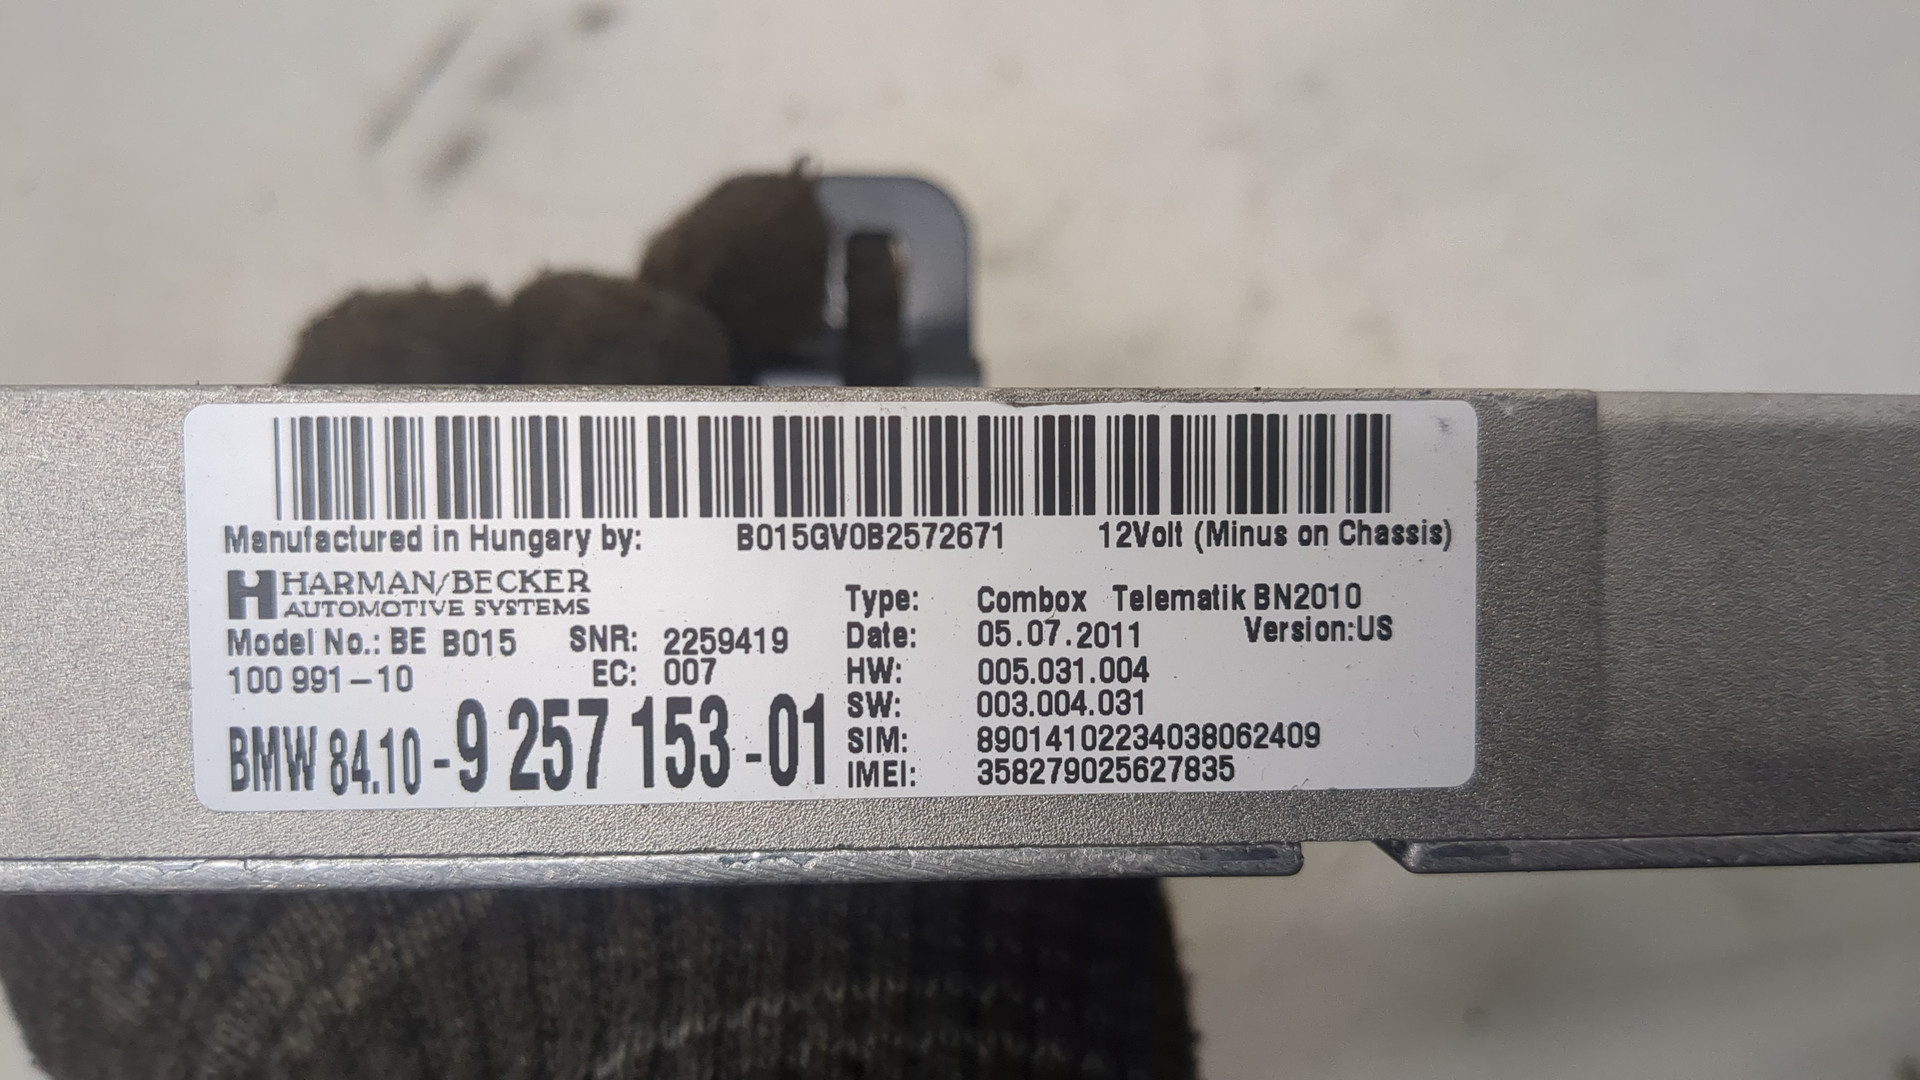 Manufactured in Hungary by: B015GV0B2572671 12Volt (Minus on Chassis)
HARMAN/BECKER
AUTOMOTIVE SYSTEMS
Type: Combox Telematik BN2010
Model No.: BE B015 SNR: 2259419
Date: 05.07.2011 Version:US
100 991-10 EC: 007
HW: 005.031.004
BMW 84.10-9 257 153-01
SW: 003.004.031
SIM: 89014102234038062409
IMEI: 358279025627835